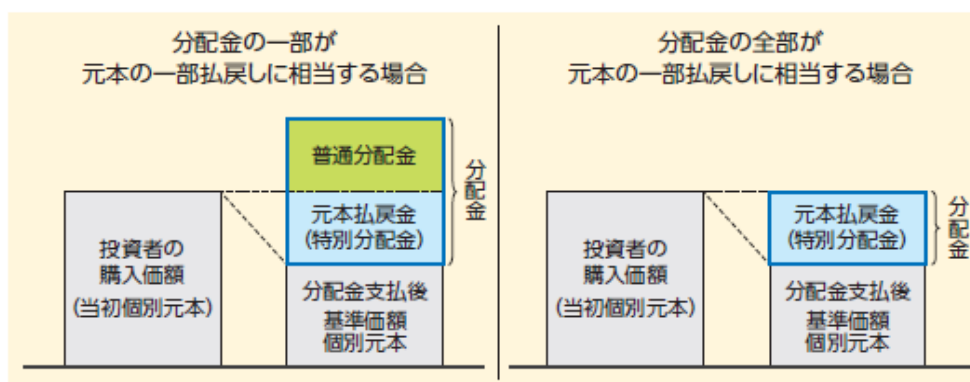 分配金の一部が
元本の一部払戻しに相当する場合
普通分配金
元本払戻金
(特別分配金)
分配金
投資者の
購入価額
(当初個別元本)
分配金支払後
基準価額
個別元本
分配金の全部が
元本の一部払戻しに相当する場合
元本払戻金
(特別分配金)
分配金
投資者の
購入価額
(当初個別元本)
分配金支払後
基準価額
個別元本